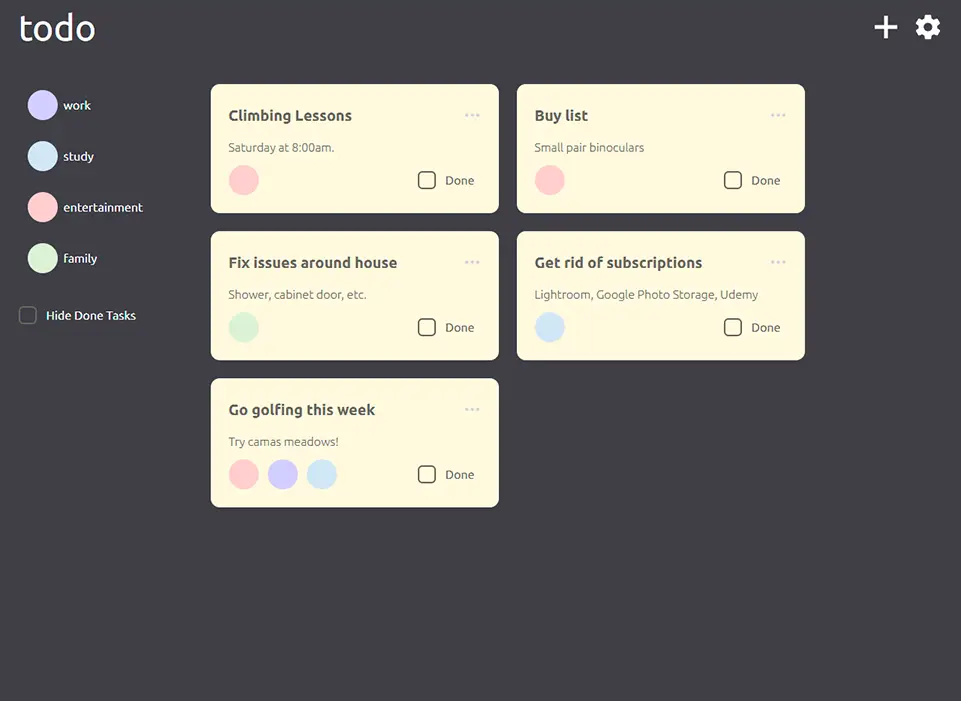 todo
work
study
entertainment
family
Hide Done Tasks
Climbing Lessons
Saturday at 8:00am.
Done
Buy list
Small pair binoculars
Done
Fix issues around house
Shower, cabinet door, etc.
Done
Get rid of subscriptions
Lightroom, Google Photo Storage, Udemy
Done
Go golfing this week
Try camas meadows!
Done